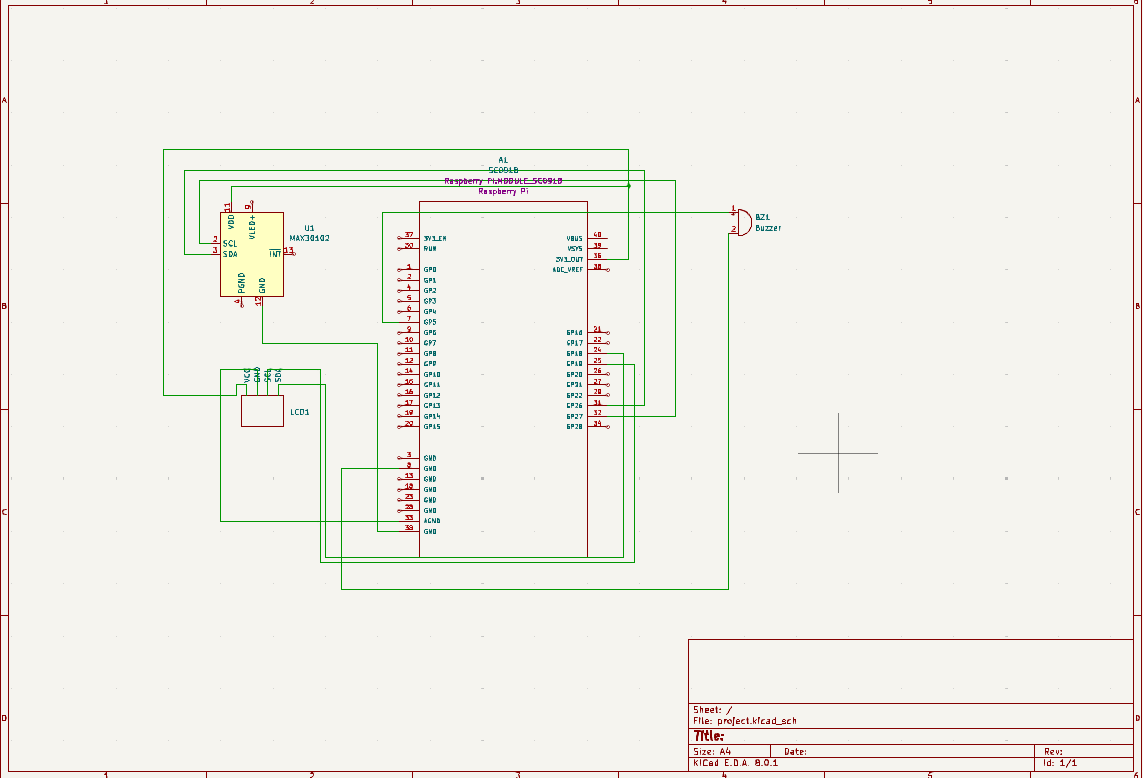 1 2 3 4 5 6
A A
B B
C C
D D
A1
SC0918
Raspberry Pi.MODULE_SC0918
Raspberry Pi
U1
MAX30102
11 VDD
9 VLED+
2 SCL
3 SDA
INT 13
4 PGND
12 GND
VCC
GND
SCL
SDA
LCD1
37 3V3_EN
30 RUN
1 GP0
2 GP1
4 GP2
5 GP3
6 GP4
7 GP5
9 GP6
10 GP7
11 GP8
12 GP9
14 GP10
15 GP11
16 GP12
17 GP13
19 GP14
20 GP15
3 GND
8 GND
13 GND
18 GND
23 GND
28 GND
33 AGND
38 GND
VBUS 40
VSYS 39
3V3_OUT 36
ADC_VREF 35
GP16 21
GP17 22
GP18 24
GP19 25
GP20 26
GP21 27
GP22 29
GP26 31
GP27 32
GP28 34
1
+
2
BZ1
Buzzer
Sheet: /
File: project.kicad_sch
Title:
Size: A4 Date: Rev:
KiCad E.D.A. 8.0.1 Id: 1/1
1 2 3 4 5 6